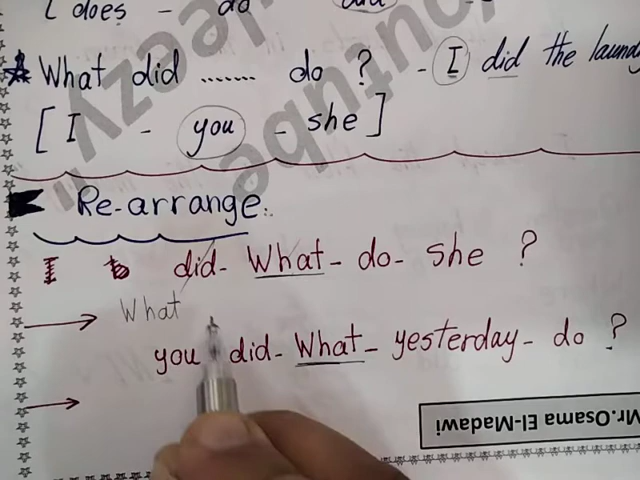 [ does - do
What did ....... do ? - I did the laund
[ I - you - she ]
Re-arrange:
did - What - do - she ?
What
you did - What - yesterday - do ?
Mr.Osama El-Madawi